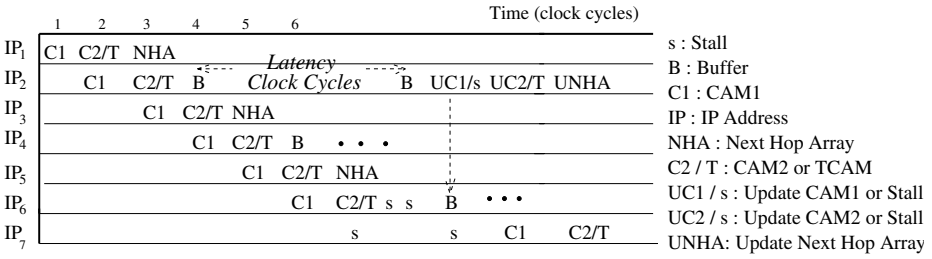 Time (clock cycles)
1 2 3 4 5 6
IP1 C1 C2/T NHA
Latency
IP2 C1 C2/T B Clock Cycles B UC1/s UC2/T UNHA
IP3 C1 C2/T NHA
IP4 C1 C2/T B • • •
IP5 C1 C2/T NHA
IP6 C1 C2/T s s B • • •
IP7 s s C1 C2/T
s : Stall
B : Buffer
C1 : CAM1
IP : IP Address
NHA : Next Hop Array
C2 / T : CAM2 or TCAM
UC1 / s : Update CAM1 or Stall
UC2 / s : Update CAM2 or Stall
UNHA: Update Next Hop Array